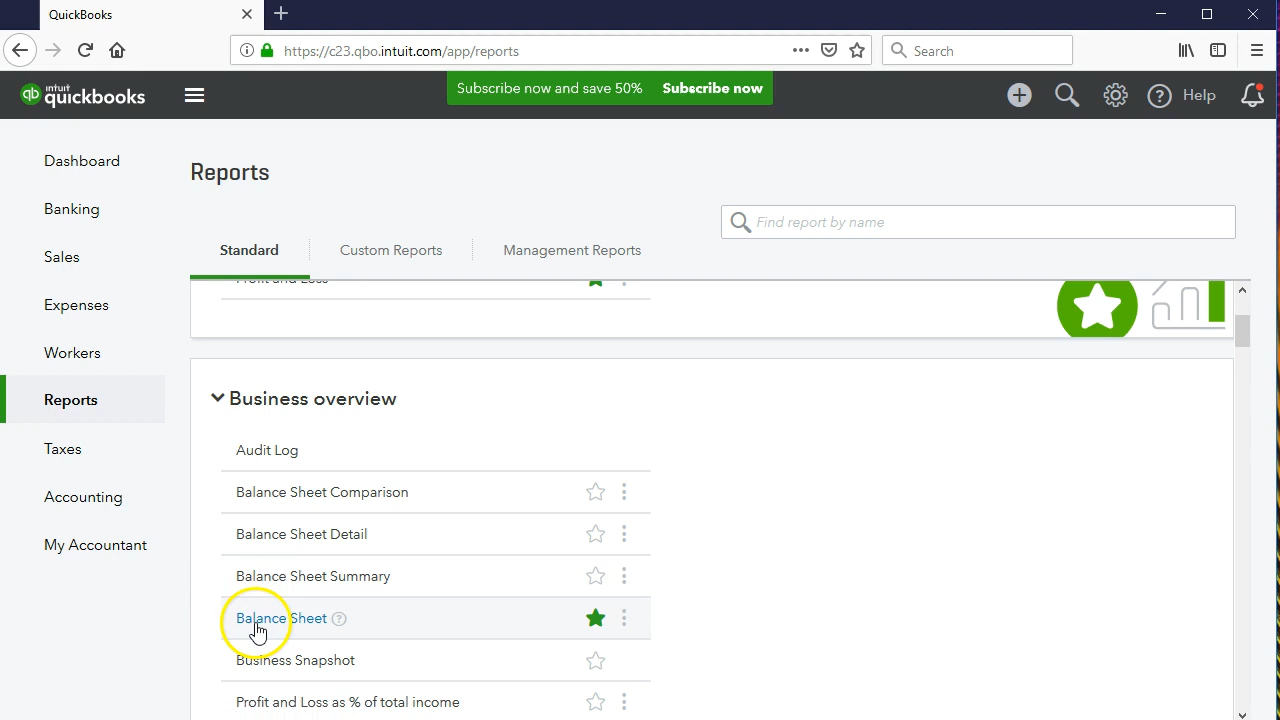 QuickBooks
https://c23.qbo.intuit.com/app/reports
Search
intuit quickbooks
Subscribe now and save 50% Subscribe now
Help
Dashboard
Banking
Sales
Expenses
Workers
Reports
Taxes
Accounting
My Accountant
Reports
Find report by name
Standard
Custom Reports
Management Reports
Profit and Loss
Business overview
Audit Log
Balance Sheet Comparison
Balance Sheet Detail
Balance Sheet Summary
Balance Sheet
Business Snapshot
Profit and Loss as % of total income